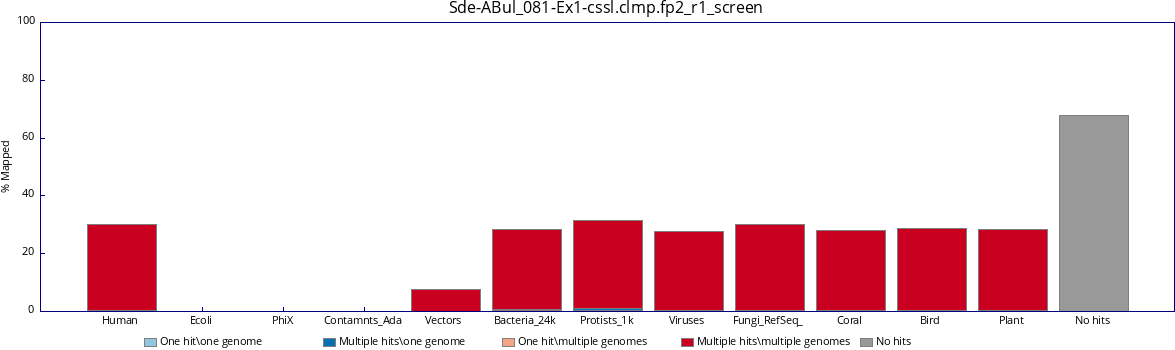 Sde-ABul_081-Ex1-cssl.clmp.fp2_r1_screen
100
80
60
40
20
0
% Mapped
Human Ecoli PhiX Contamnts_Ada Vectors Bacteria_24k Protists_1k Viruses Fungi_RefSeq_ Coral Bird Plant No hits
One hit\one genome Multiple hits\one genome One hit\multiple genomes Multiple hits\multiple genomes No hits